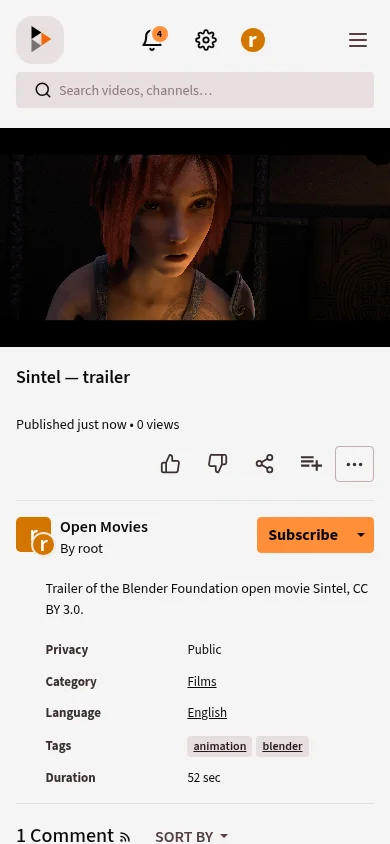 4
r
Search videos, channels…
Sintel — trailer
Published just now • 0 views
r
r
Open Movies
By root
Subscribe
Trailer of the Blender Foundation open movie Sintel, CC
BY 3.0.
Privacy Public
Category Films
Language English
Tags animation blender
Duration 52 sec
1 Comment SORT BY